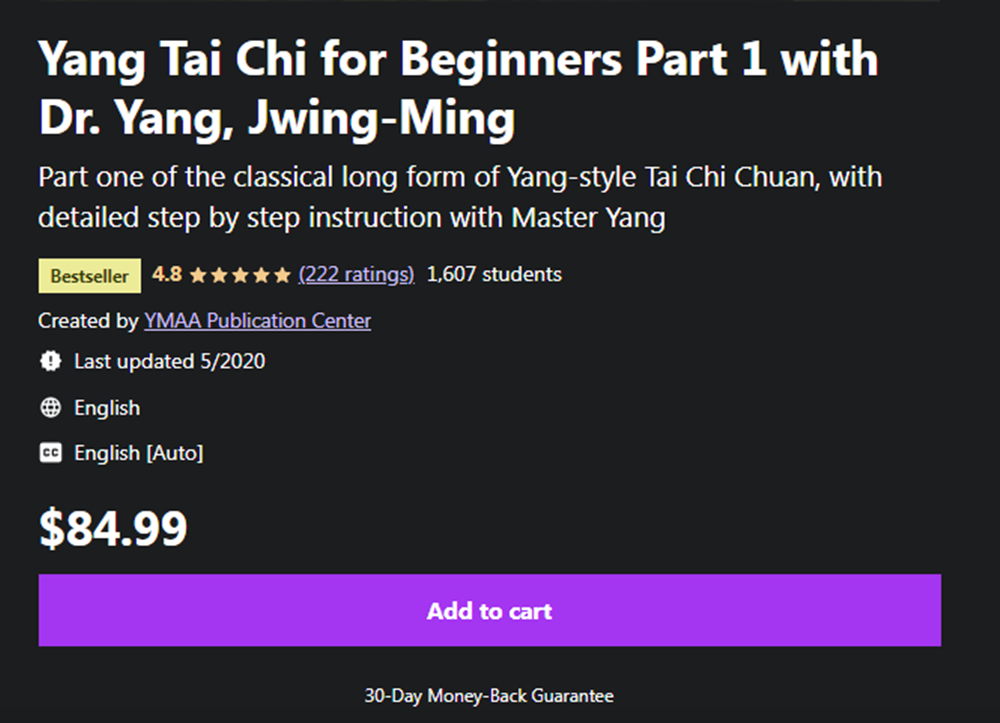 Yang Tai Chi for Beginners Part 1 with
Dr. Yang, Jwing-Ming
Part one of the classical long form of Yang-style Tai Chi Chuan, with
detailed step by step instruction with Master Yang
Bestseller 4.8 (222 ratings) 1,607 students
Created by YMAA Publication Center
Last updated 5/2020
English
CC English [Auto]
$84.99
Add to cart
30-Day Money-Back Guarantee